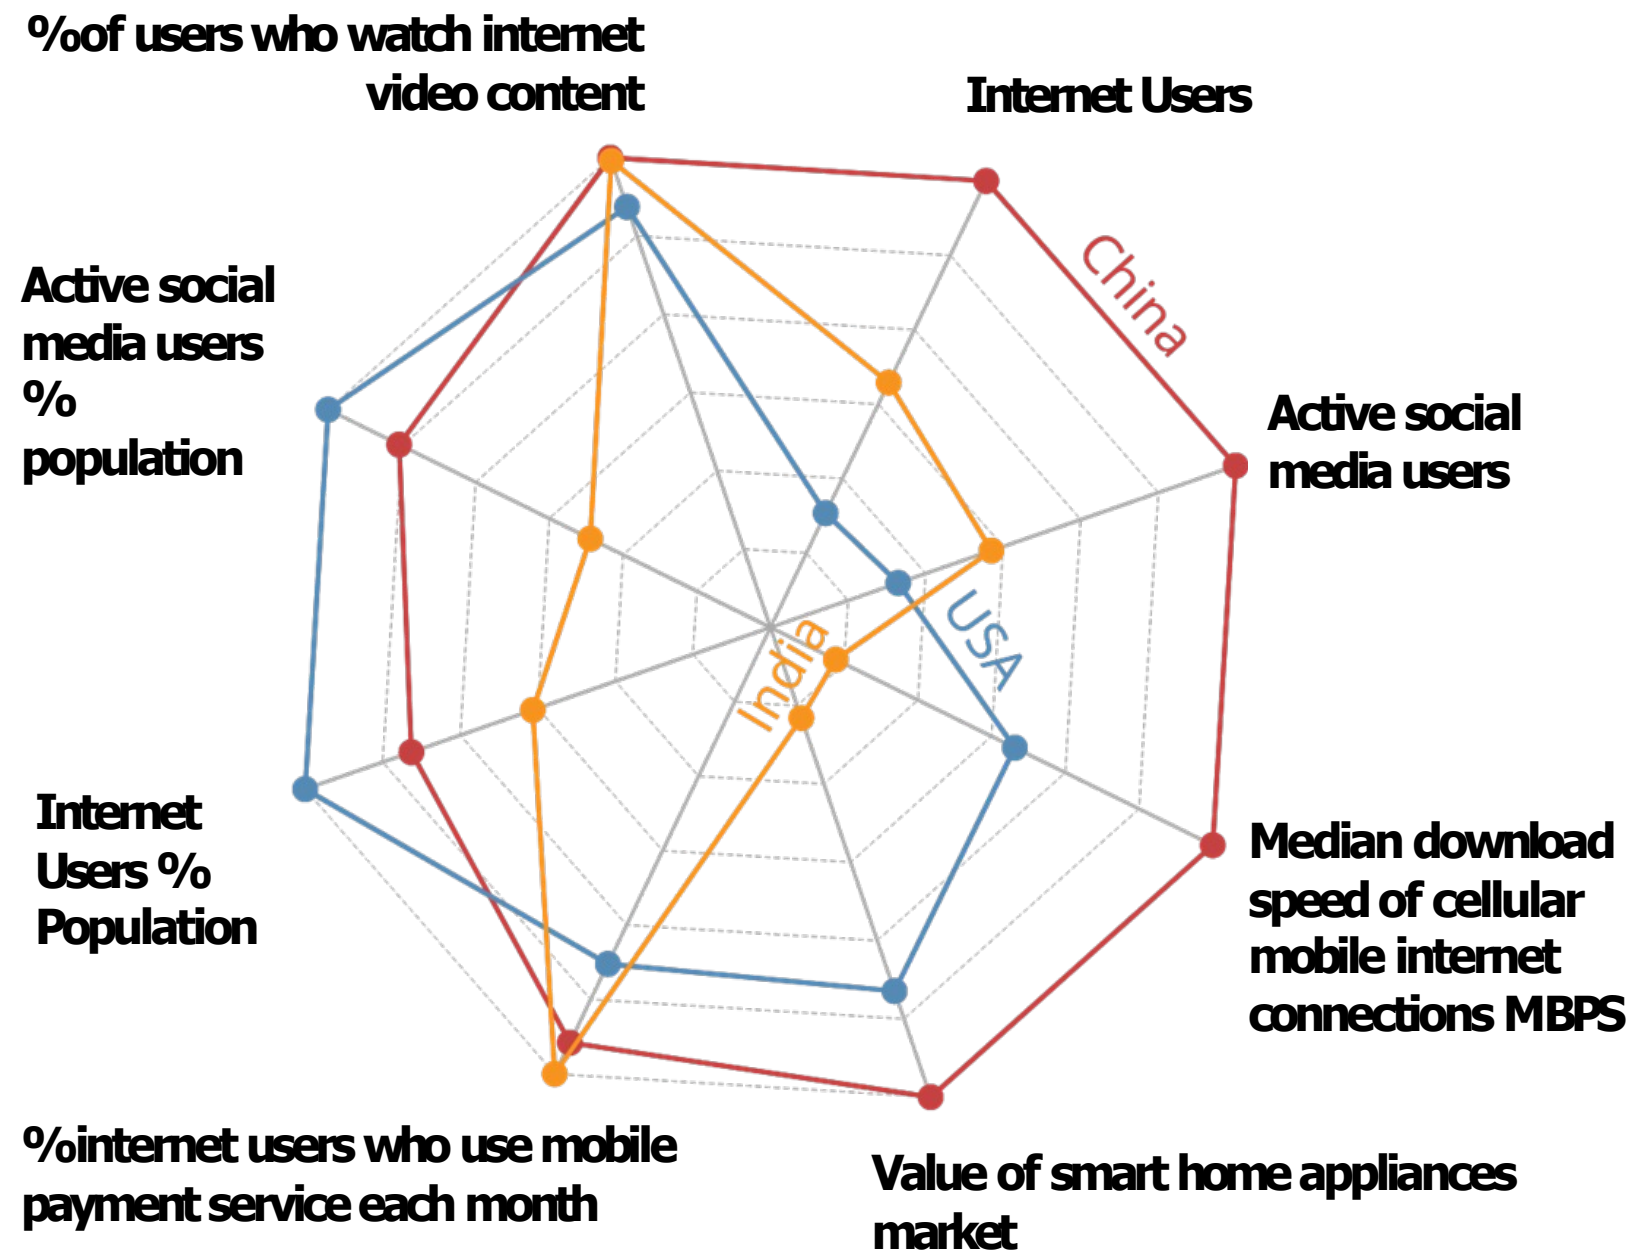 % of users who watch internet
video content
Internet Users
China
Active social
media users
%
population
Active social
media users
USA
India
Internet
Users %
Population
Median download
speed of cellular
mobile internet
connections MBPS
% internet users who use mobile
payment service each month
Value of smart home appliances
market